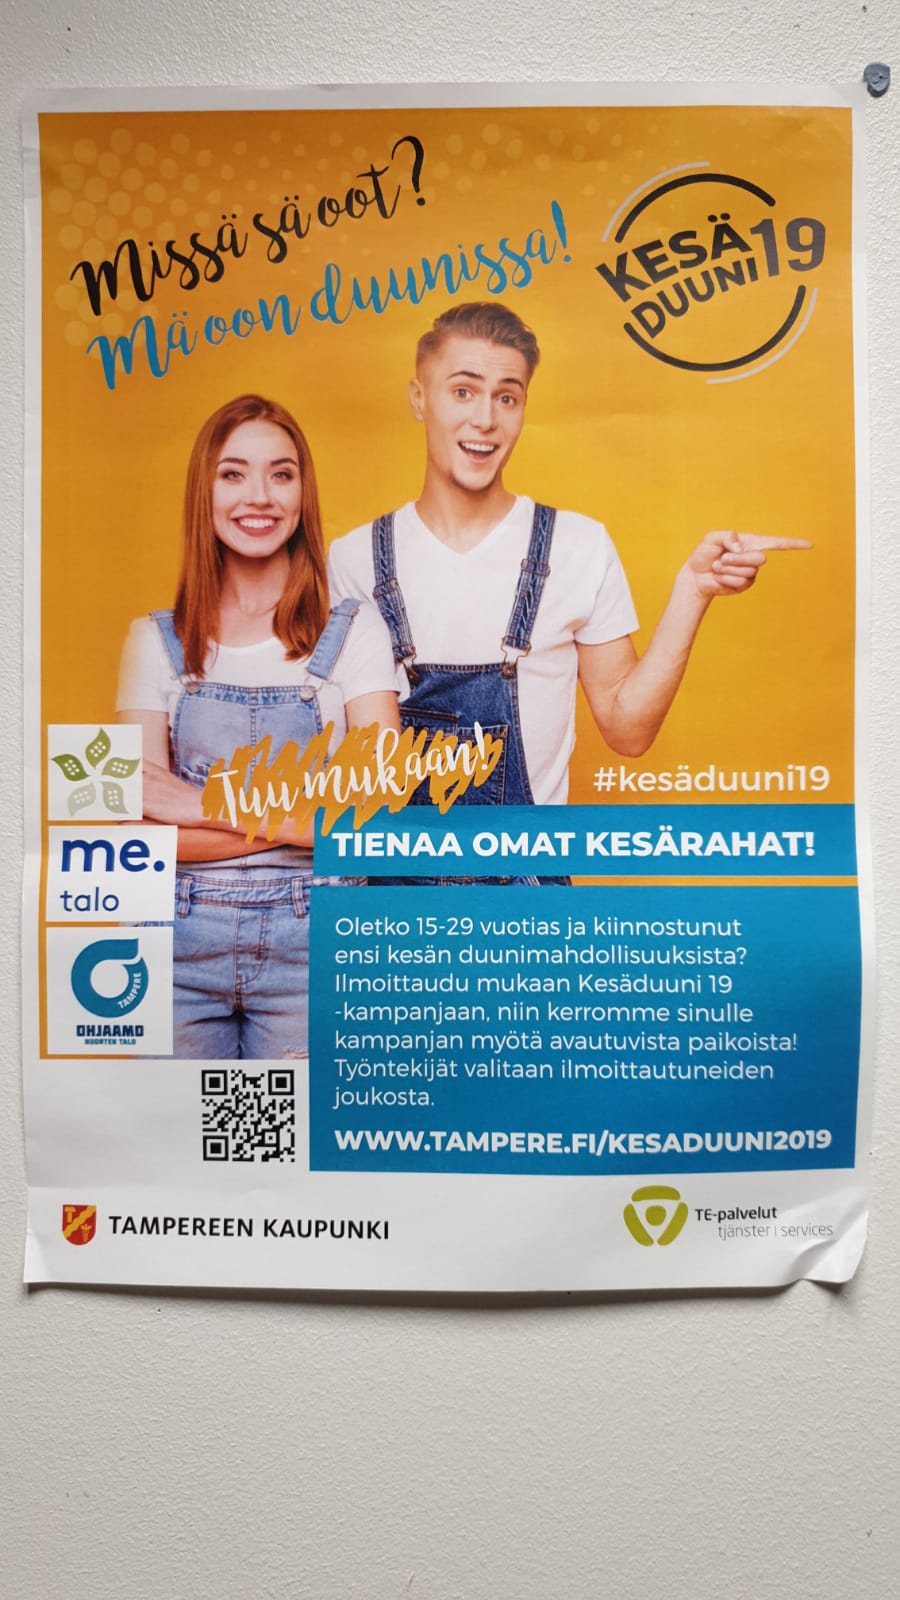 Missä sä oot?
Mä oon duunissa!
KESÄ
DUUNI 19
Tuu mukaan!
#kesäduuni19
TIENAA OMAT KESÄRAHAT!
me.
talo
TAMPERE
OHJAAMO
NUORTEN TALO
Oletko 15-29 vuotias ja kiinnostunut
ensi kesän duunimahdollisuuksista?
Ilmoittaudu mukaan Kesäduuni 19
-kampanjaan, niin kerromme sinulle
kampanjan myötä avautuvista paikoista!
Työntekijät valitaan ilmoittautuneiden
joukosta.
WWW.TAMPERE.FI/KESADUUNI2019
TAMPEREEN KAUPUNKI
TE-palvelut
tjänster | services